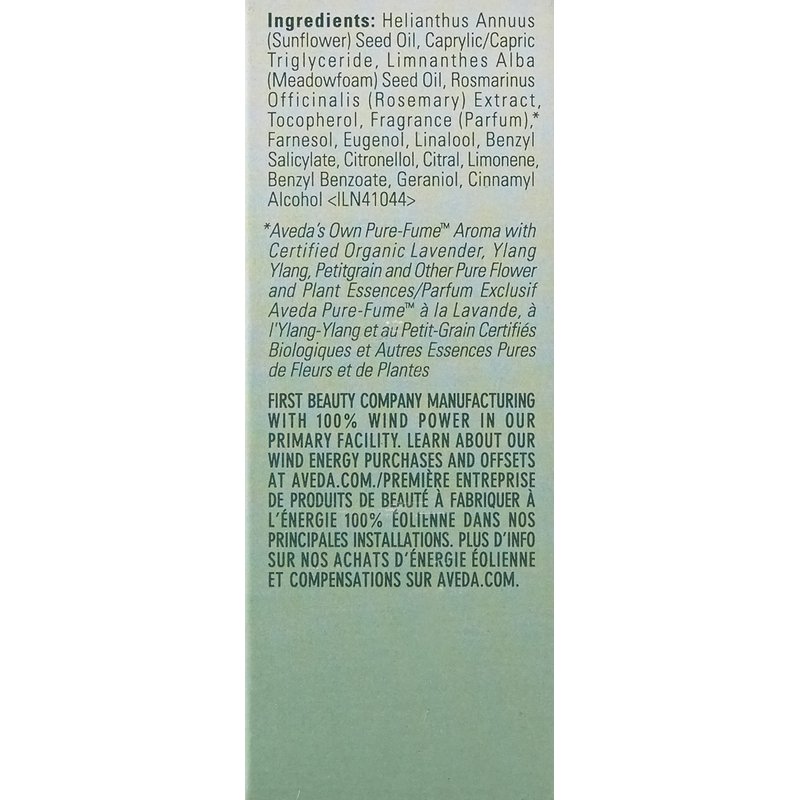 Ingredients: Helianthus Annuus
(Sunflower) Seed Oil, Caprylic/Capric
Triglyceride, Limnanthes Alba
(Meadowfoam) Seed Oil, Rosmarinus
Officinalis (Rosemary) Extract,
Tocopherol, Fragrance (Parfum),*
Farnesol, Eugenol, Linalool, Benzyl
Salicylate, Citronellol, Citral, Limonene,
Benzyl Benzoate, Geraniol, Cinnamyl
Alcohol <ILN41044>
*Aveda's Own Pure-Fume™ Aroma with
Certified Organic Lavender, Ylang
Ylang, Petitgrain and Other Pure Flower
and Plant Essences/Parfum Exclusif
Aveda Pure-Fume™ à la Lavande, à
l'Ylang-Ylang et au Petit-Grain Certifiés
Biologiques et Autres Essences Pures
de Fleurs et de Plantes
FIRST BEAUTY COMPANY MANUFACTURING
WITH 100% WIND POWER IN OUR
PRIMARY FACILITY. LEARN ABOUT OUR
WIND ENERGY PURCHASES AND OFFSETS
AT AVEDA.COM./PREMIÈRE ENTREPRISE
DE PRODUITS DE BEAUTÉ À FABRIQUER À
L'ÉNERGIE 100% ÉOLIENNE DANS NOS
PRINCIPALES INSTALLATIONS. PLUS D'INFO
SUR NOS ACHATS D'ÉNERGIE ÉOLIENNE
ET COMPENSATIONS SUR AVEDA.COM.